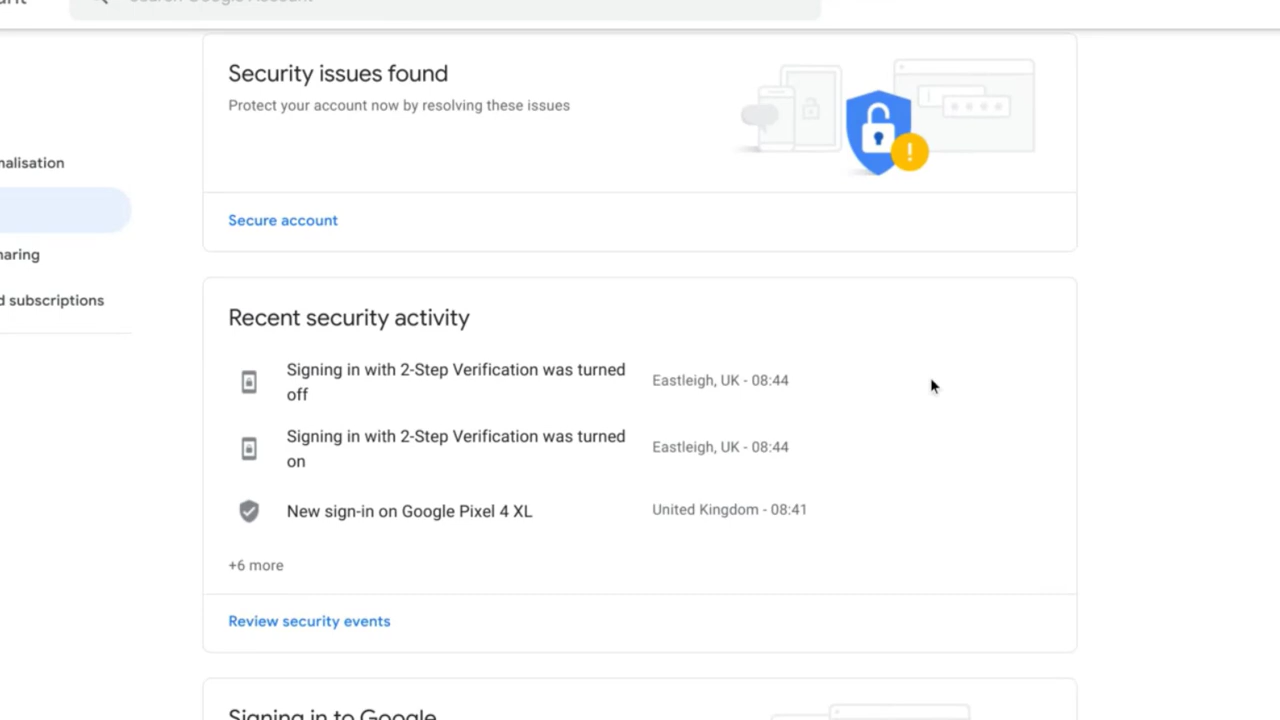 Security issues found
Protect your account now by resolving these issues
nalisation
Secure account
haring
d subscriptions
Recent security activity
Signing in with 2-Step Verification was turned
off
Eastleigh, UK - 08:44
Signing in with 2-Step Verification was turned
on
Eastleigh, UK - 08:44
New sign-in on Google Pixel 4 XL
United Kingdom - 08:41
+6 more
Review security events
Signing in to Google